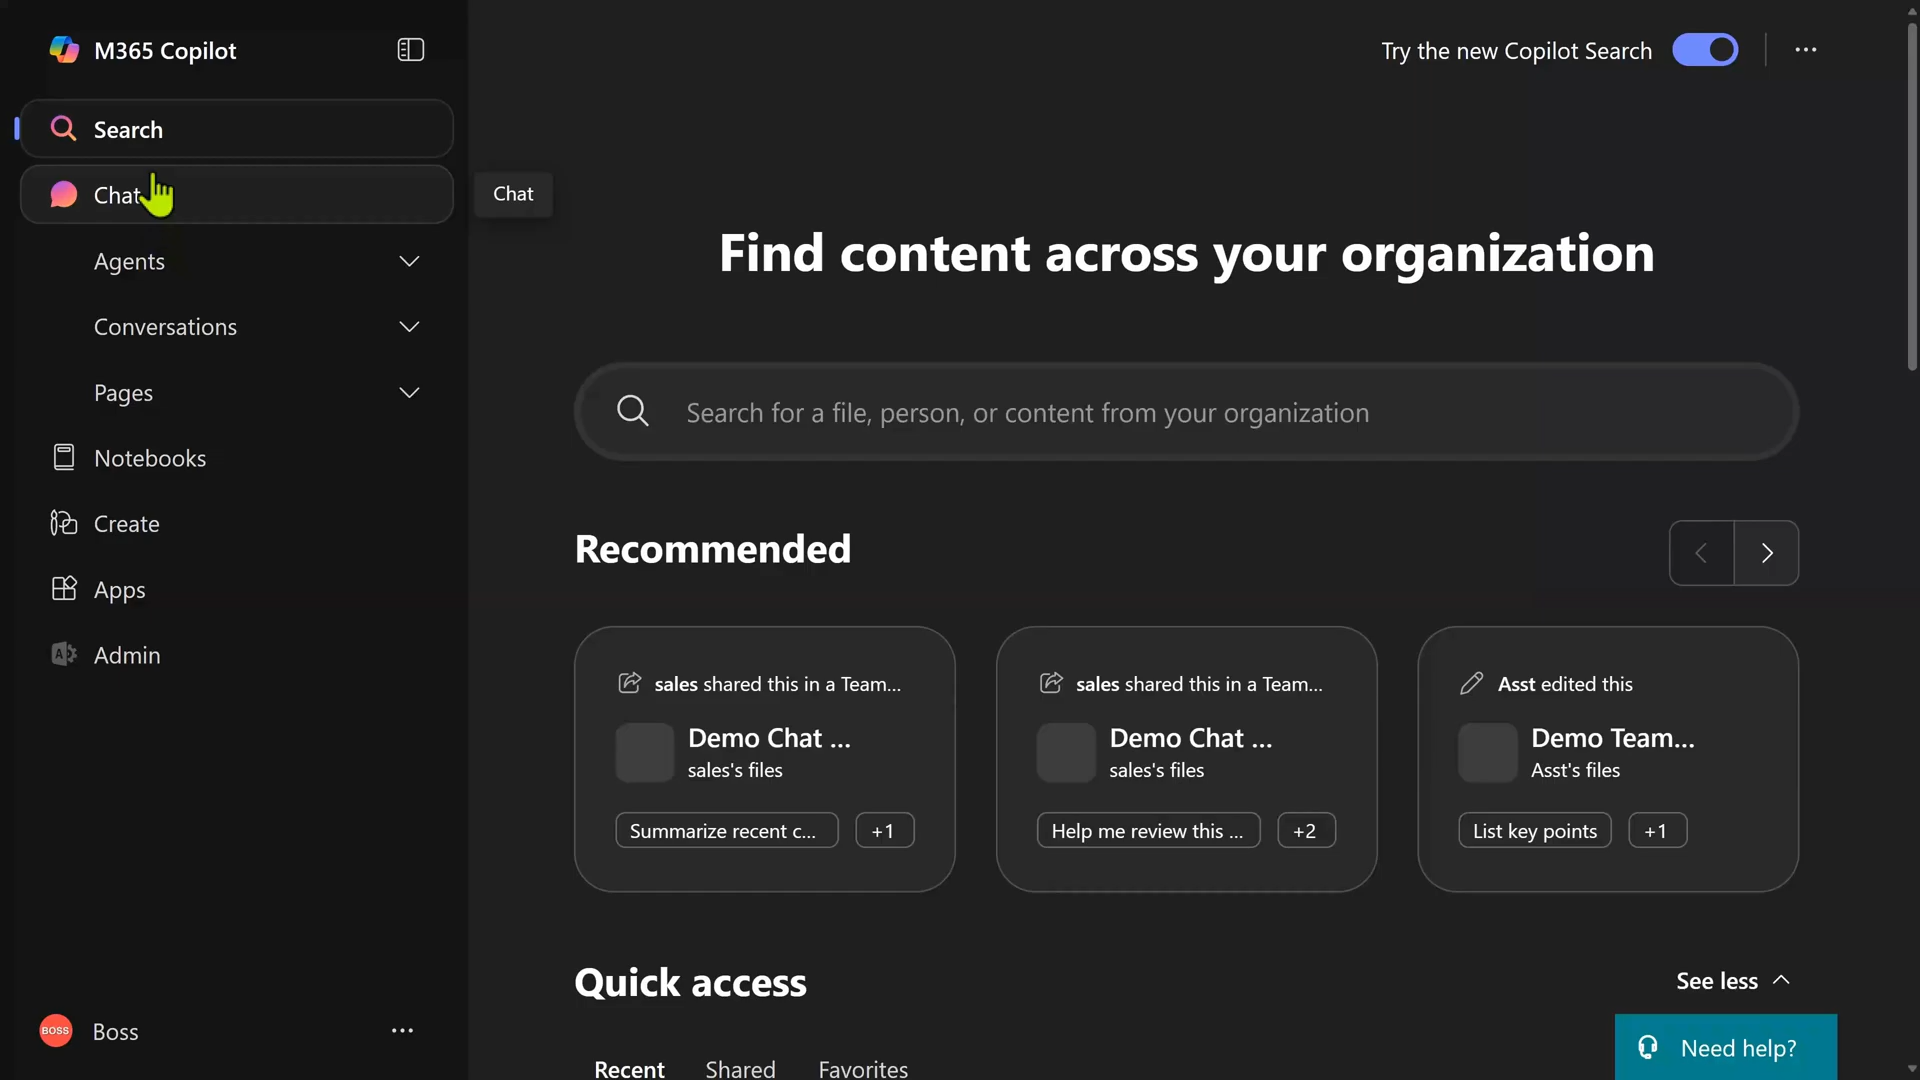 M365 Copilot
Search
Chat
Chat
Agents
Conversations
Pages
Notebooks
Create
Apps
Admin
BOSS
Boss
Try the new Copilot Search
Find content across your organization
Search for a file, person, or content from your organization
Recommended
sales shared this in a Team...
Demo Chat ...
sales's files
Summarize recent c...
+1
sales shared this in a Team...
Demo Chat ...
sales's files
Help me review this ...
+2
Asst edited this
Demo Team...
Asst's files
List key points
+1
Quick access
See less
Recent Shared Favorites
Need help?